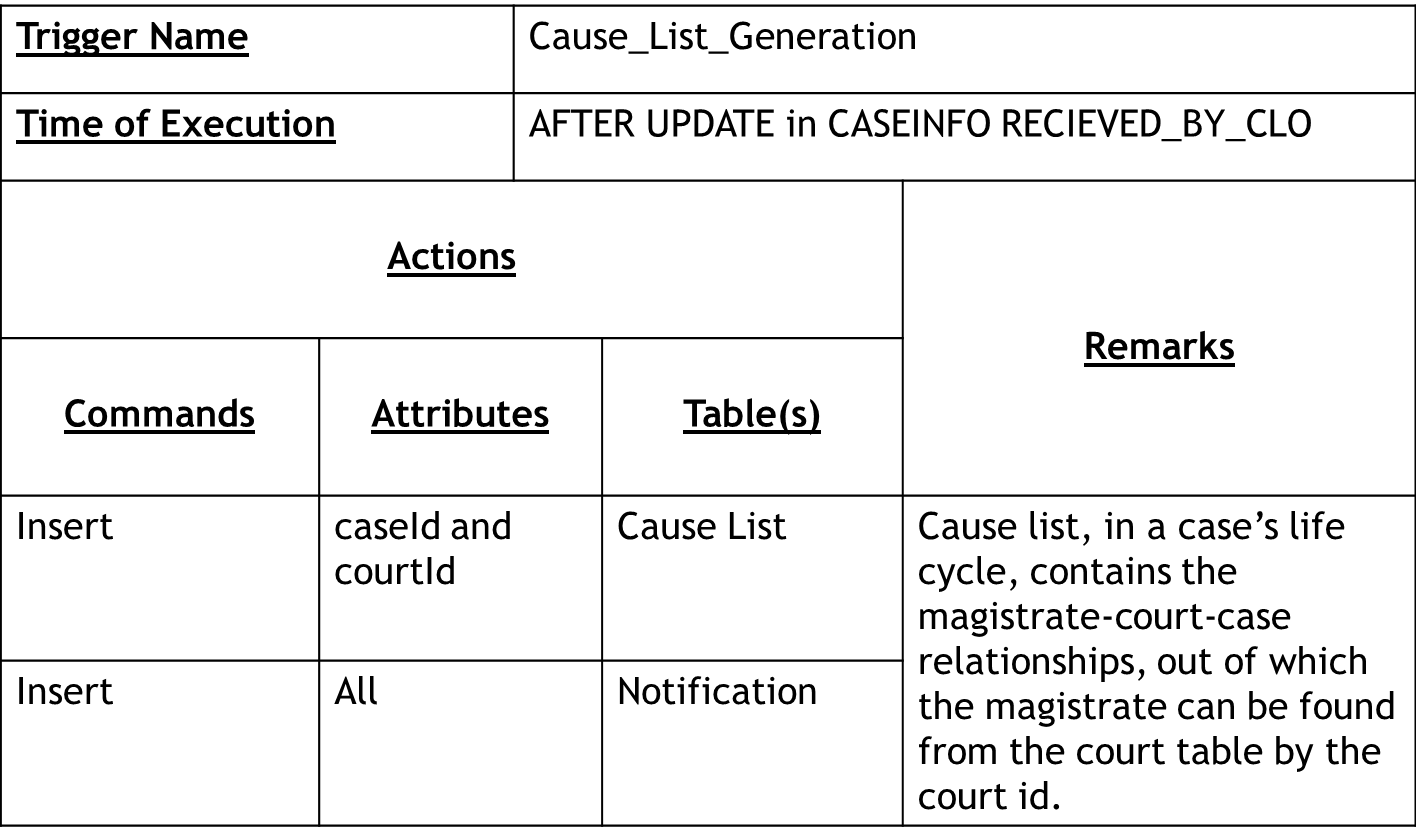 Trigger Name
Cause_List_Generation
Time of Execution
AFTER UPDATE in CASEINFO RECIEVED_BY_CLO
Actions
Remarks
Commands
Attributes
Table(s)
Insert
caseId and
courtId
Cause List
Cause list, in a case’s life
cycle, contains the
magistrate-court-case
relationships, out of which
the magistrate can be found
from the court table by the
court id.
Insert
All
Notification